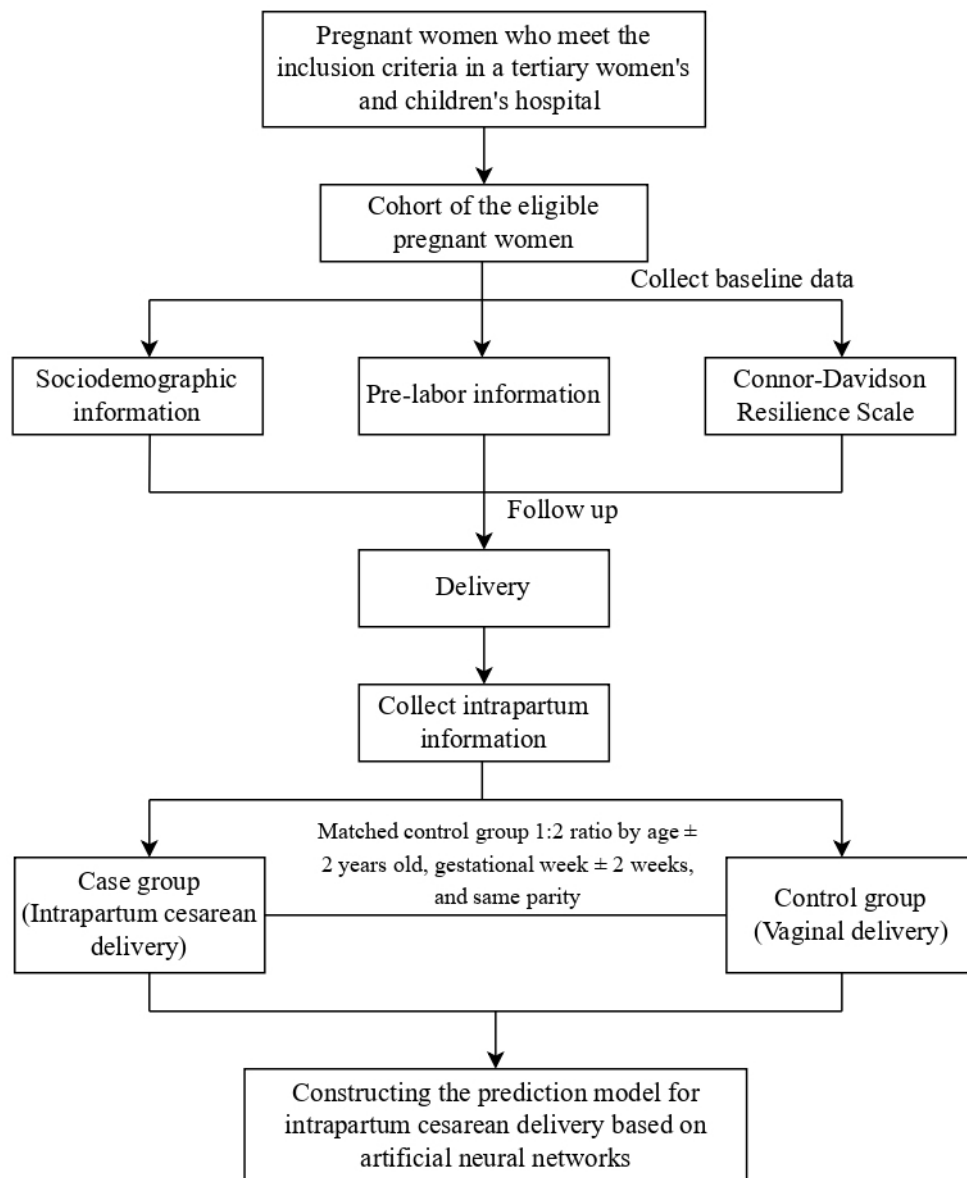 Pregnant women who meet the
inclusion criteria in a tertiary women's
and children's hospital
Cohort of the eligible
pregnant women
Collect baseline data
Sociodemographic
information
Pre-labor information
Connor-Davidson
Resilience Scale
Follow up
Delivery
Collect intrapartum
information
Matched control group 1:2 ratio by age ±
2 years old, gestational week ± 2 weeks,
and same parity
Case group
(Intrapartum cesarean
delivery)
Control group
(Vaginal delivery)
Constructing the prediction model for
intrapartum cesarean delivery based on
artificial neural networks